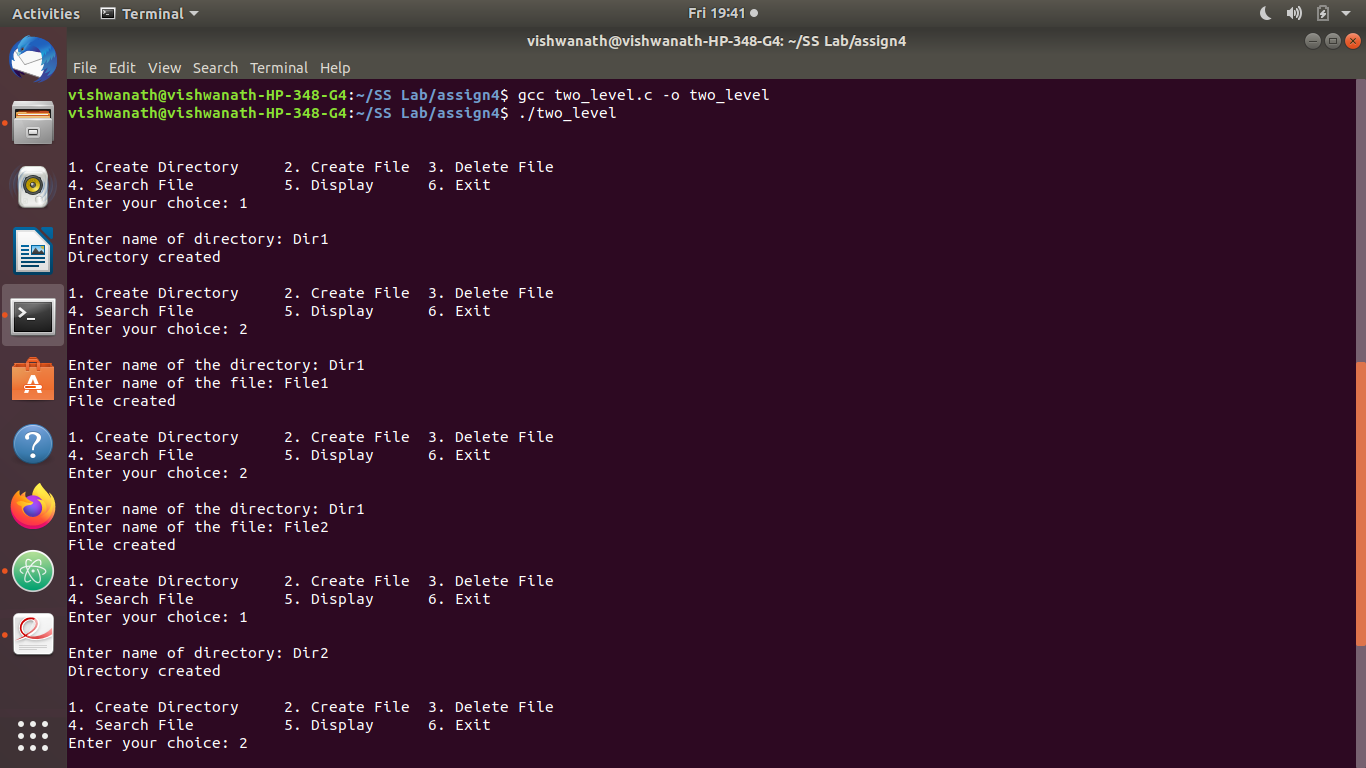 Activities Terminal Fri 19:41
vishwanath@vishwanath-HP-348-G4: ~/SS Lab/assign4
File Edit View Search Terminal Help
vishwanath@vishwanath-HP-348-G4:~/SS Lab/assign4$ gcc two_level.c -o two_level
vishwanath@vishwanath-HP-348-G4:~/SS Lab/assign4$ ./two_level
1. Create Directory 2. Create File 3. Delete File
4. Search File 5. Display 6. Exit
Enter your choice: 1
Enter name of directory: Dir1
Directory created
1. Create Directory 2. Create File 3. Delete File
4. Search File 5. Display 6. Exit
Enter your choice: 2
Enter name of the directory: Dir1
Enter name of the file: File1
File created
1. Create Directory 2. Create File 3. Delete File
4. Search File 5. Display 6. Exit
Enter your choice: 2
Enter name of the directory: Dir1
Enter name of the file: File2
File created
1. Create Directory 2. Create File 3. Delete File
4. Search File 5. Display 6. Exit
Enter your choice: 1
Enter name of directory: Dir2
Directory created
1. Create Directory 2. Create File 3. Delete File
4. Search File 5. Display 6. Exit
Enter your choice: 2